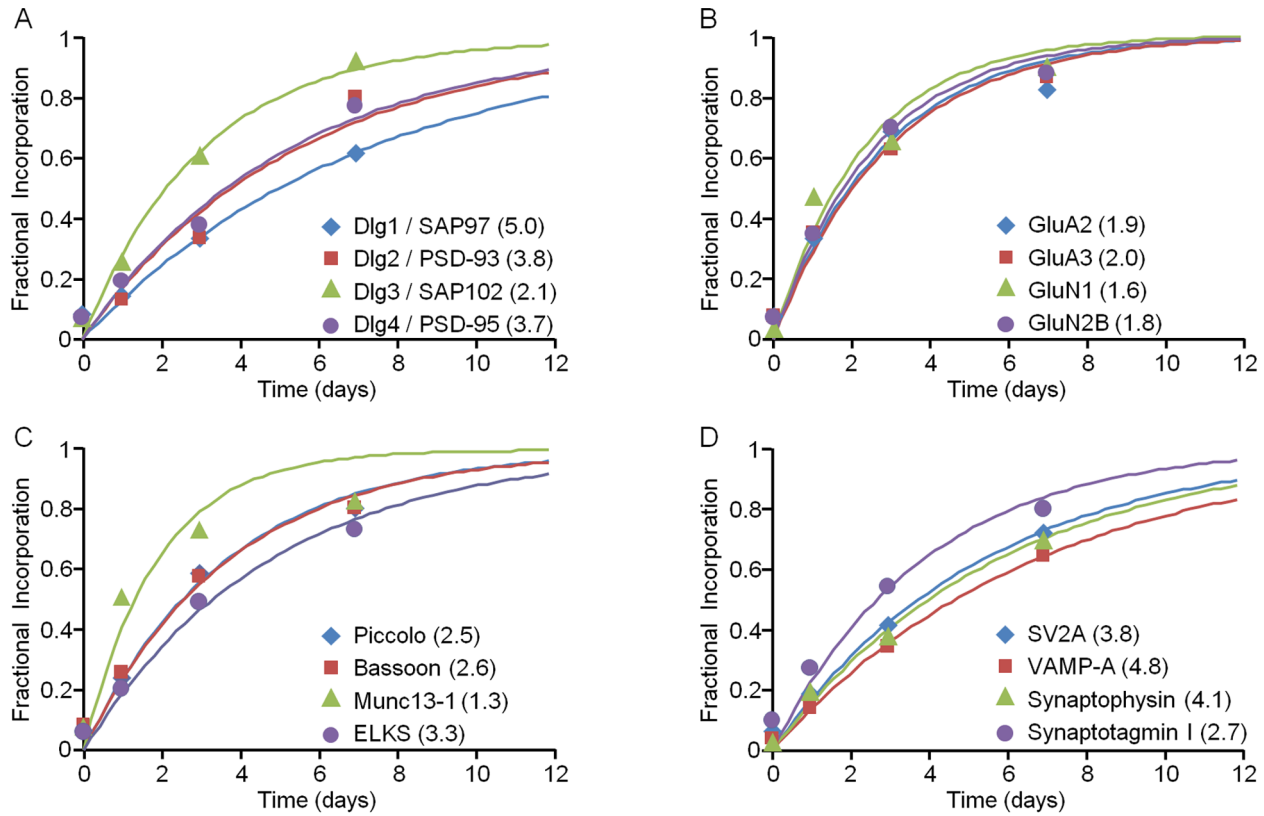 A
Fractional Incorporation
1
0.8
0.6
0.4
0.2
0
0 2 4 6 8 10 12
Time (days)
Dlg1 / SAP97 (5.0)
Dlg2 / PSD-93 (3.8)
Dlg3 / SAP102 (2.1)
Dlg4 / PSD-95 (3.7)
B
Fractional Incorporation
1
0.8
0.6
0.4
0.2
0
0 2 4 6 8 10 12
Time (days)
GluA2 (1.9)
GluA3 (2.0)
GluN1 (1.6)
GluN2B (1.8)
C
Fractional Incorporation
1
0.8
0.6
0.4
0.2
0
0 2 4 6 8 10 12
Time (days)
Piccolo (2.5)
Bassoon (2.6)
Munc13-1 (1.3)
ELKS (3.3)
D
Fractional Incorporation
1
0.8
0.6
0.4
0.2
0
0 2 4 6 8 10 12
Time (days)
SV2A (3.8)
VAMP-A (4.8)
Synaptophysin (4.1)
Synaptotagmin I (2.7)